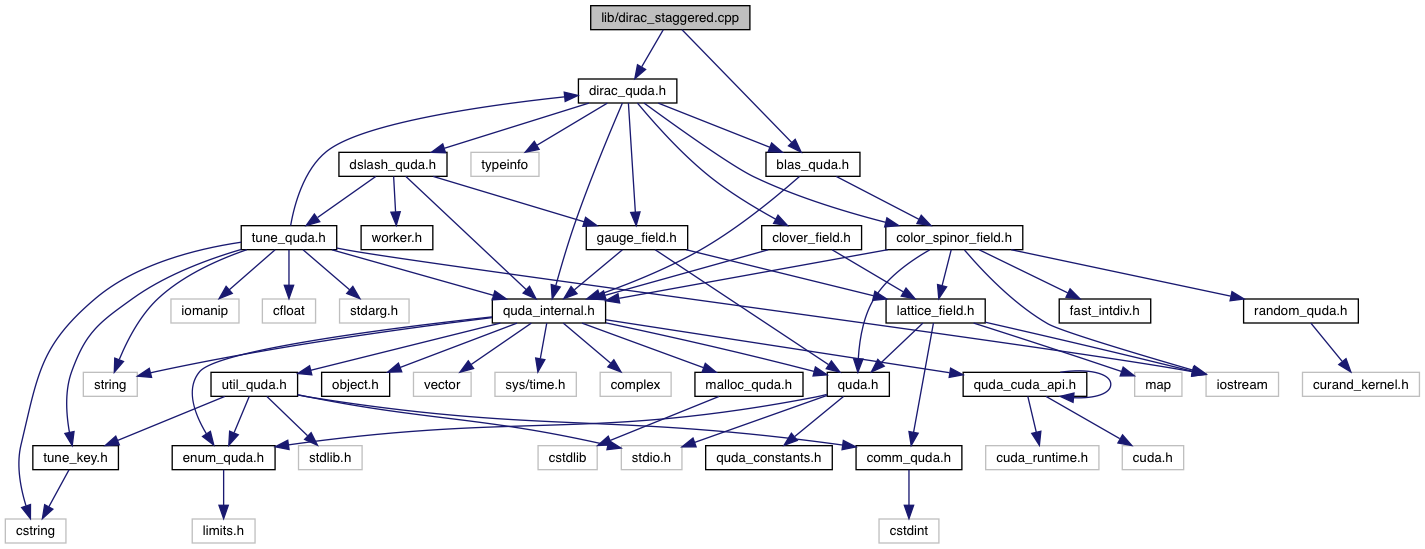 lib/dirac_staggered.cpp
dirac_quda.h
dslash_quda.h
typeinfo
blas_quda.h
tune_quda.h
worker.h
gauge_field.h
clover_field.h
color_spinor_field.h
iomanip
cfloat
stdarg.h
quda_internal.h
lattice_field.h
fast_intdiv.h
random_quda.h
string
util_quda.h
object.h
vector
sys/time.h
complex
malloc_quda.h
quda.h
quda_cuda_api.h
map
iostream
curand_kernel.h
tune_key.h
enum_quda.h
stdlib.h
cstdlib
stdio.h
quda_constants.h
comm_quda.h
cuda_runtime.h
cuda.h
cstring
limits.h
cstdint